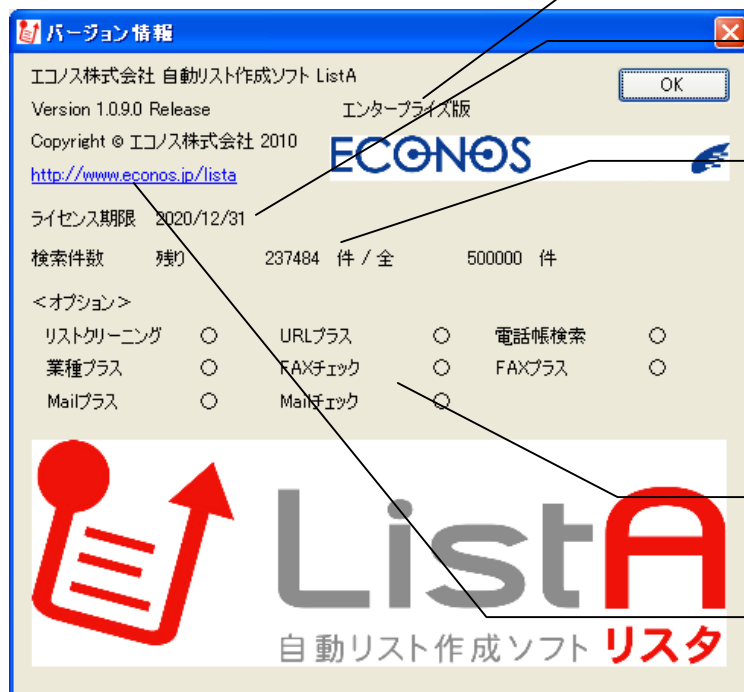 バージョン情報
エコノス株式会社 自動リスト作成ソフト ListA
OK
Version 1.0.9.0 Release エンタープライズ版
Copyright © エコノス株式会社 2010
ECONOS
http://www.econos.jp/lista
ライセンス期限 2020/12/31
検索件数 残り 237484 件 / 全 500000 件
<オプション>
リストクリーニング ○ URLプラス ○ 電話帳検索 ○
業種プラス ○ FAXチェック ○ FAXプラス ○
Mailプラス ○ Mailチェック ○
ListA
自動リスト作成ソフト リスタ